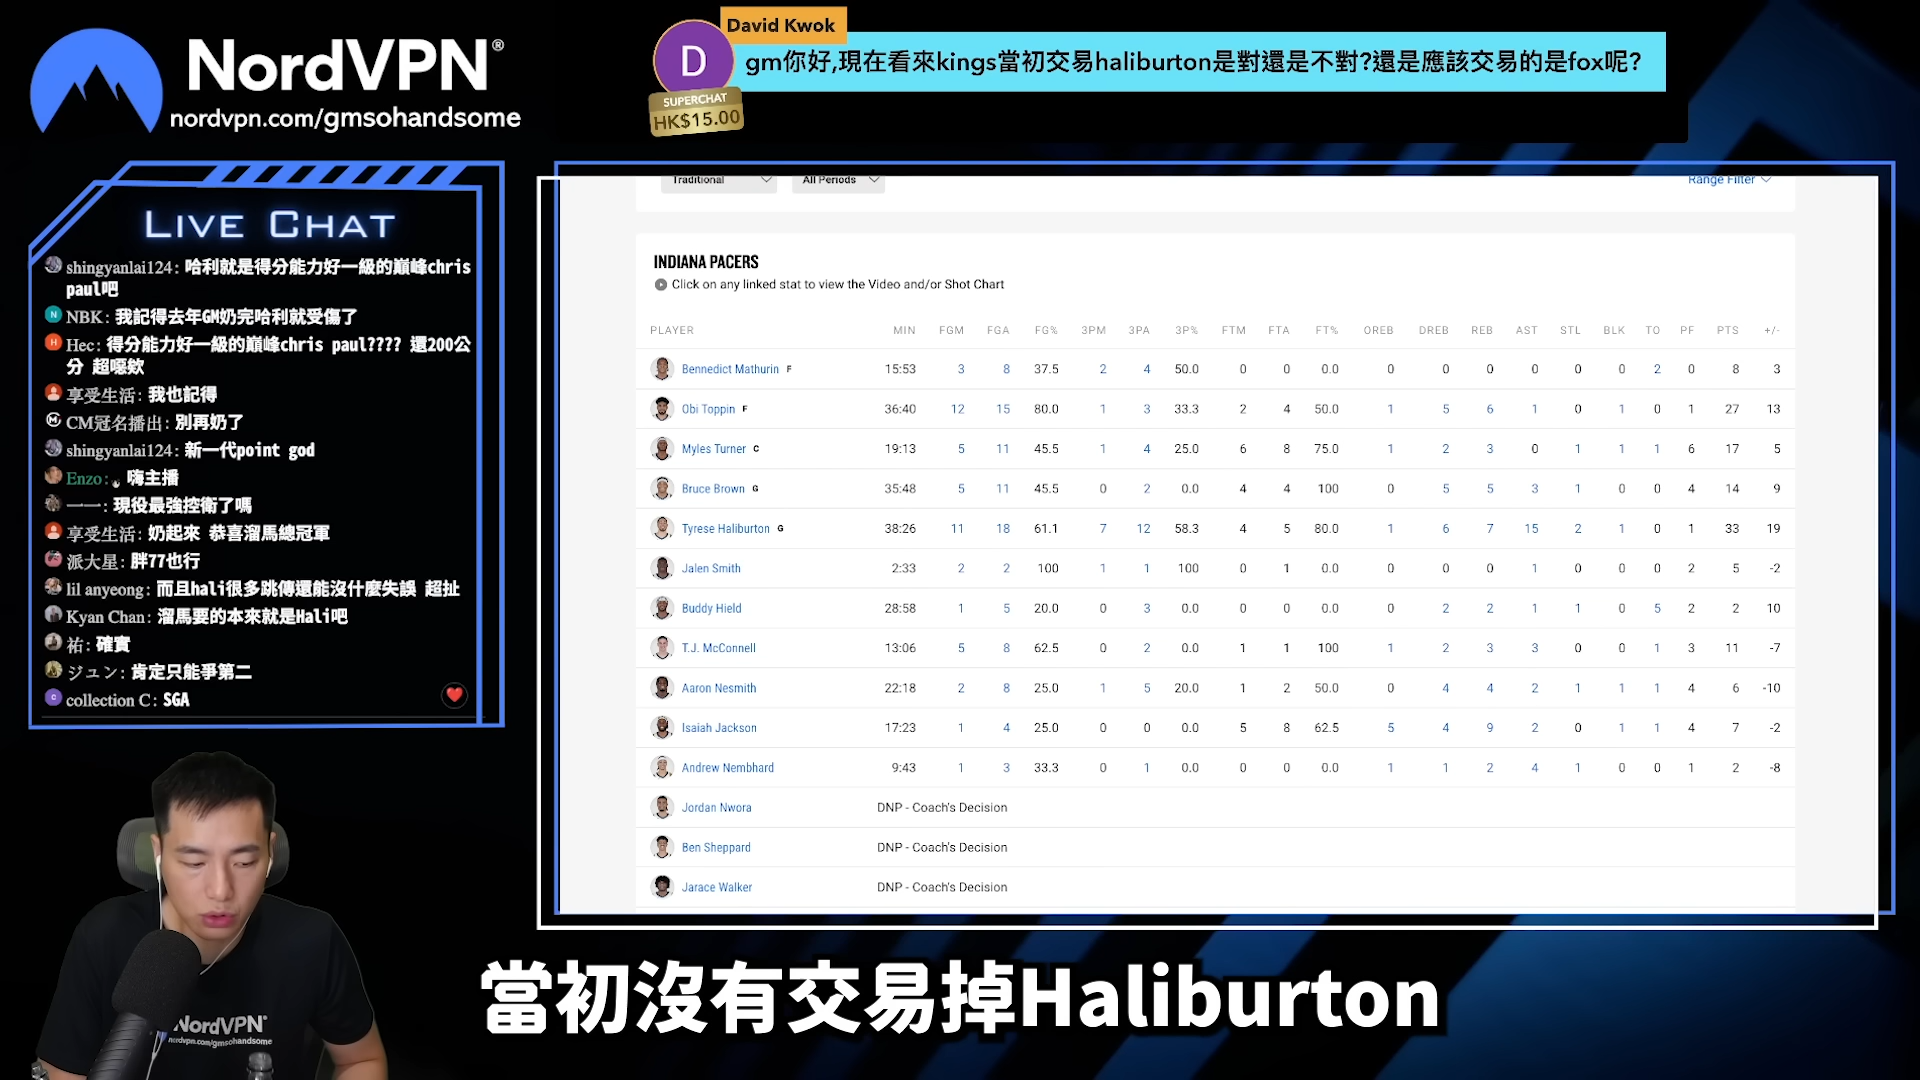 NordVPN®
nordvpn.com/gmsohandsome
David Kwok
D
gm你好,現在看來kings當初交易haliburton是對還是不對?還是應該交易的是fox呢?
SUPERCHAT
HK$15.00
LIVE CHAT
shingyanlai124: 哈利就是得分能力好一級的巔峰chris
paul吧
N NBK: 我記得去年GM奶完哈利就受傷了
H Hec: 得分能力好一級的巔峰chris paul???? 還200公
分 超噁欸
享受生活: 我也記得
CM冠名播出: 別再奶了
shingyanlai124: 新一代point god
Enzo: 嗨主播
一一: 現役最強控衛了嗎
享受生活: 奶起來 恭喜溜馬總冠軍
派大星: 胖77也行
lil anyeong: 而且hali很多跳傳還能沒什麼失誤 超扯
Kyan Chan: 溜馬要的本來就是Hali吧
祐: 確實
ジュン: 肯定只能爭第二
c collection C: SGA
Traditional All Periods Range Filter
INDIANA PACERS
Click on any linked stat to view the Video and/or Shot Chart
PLAYER MIN FGM FGA FG% 3PM 3PA 3P% FTM FTA FT% OREB DREB REB AST STL BLK TO PF PTS +/-
Bennedict Mathurin F 15:53 3 8 37.5 2 4 50.0 0 0 0.0 0 0 0 0 0 0 2 0 8 3
Obi Toppin F 36:40 12 15 80.0 1 3 33.3 2 4 50.0 1 5 6 1 0 1 0 1 27 13
Myles Turner C 19:13 5 11 45.5 1 4 25.0 6 8 75.0 1 2 3 0 1 1 1 6 17 5
Bruce Brown G 35:48 5 11 45.5 0 2 0.0 4 4 100 0 5 5 3 1 0 0 4 14 9
Tyrese Haliburton G 38:26 11 18 61.1 7 12 58.3 4 5 80.0 1 6 7 15 2 1 0 1 33 19
Jalen Smith 2:33 2 2 100 1 1 100 0 1 0.0 0 0 0 1 0 0 0 2 5 -2
Buddy Hield 28:58 1 5 20.0 0 3 0.0 0 0 0.0 0 2 2 1 1 0 5 2 2 10
T.J. McConnell 13:06 5 8 62.5 0 2 0.0 1 1 100 1 2 3 3 0 0 1 3 11 -7
Aaron Nesmith 22:18 2 8 25.0 1 5 20.0 1 2 50.0 0 4 4 2 1 1 1 4 6 -10
Isaiah Jackson 17:23 1 4 25.0 0 0 0.0 5 8 62.5 5 4 9 2 0 1 1 4 7 -2
Andrew Nembhard 9:43 1 3 33.3 0 1 0.0 0 0 0.0 1 1 2 4 1 0 0 1 2 -8
Jordan Nwora DNP - Coach's Decision
Ben Sheppard DNP - Coach's Decision
Jarace Walker DNP - Coach's Decision
NordVPN®
nordvpn.com/gmsohandsome
當初沒有交易掉Haliburton